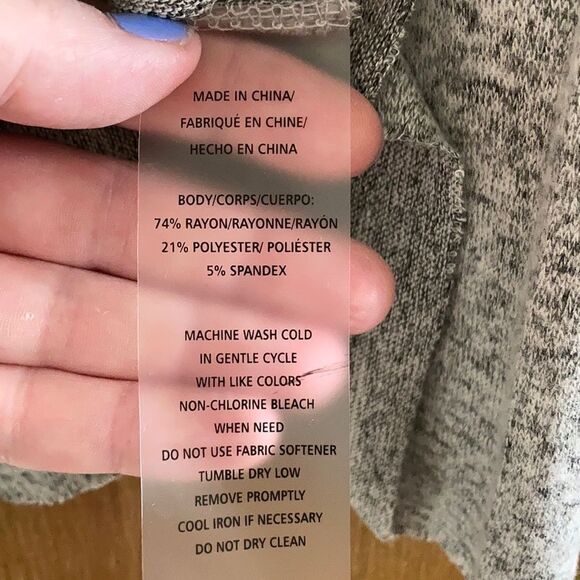 MADE IN CHINA/
FABRIQUÉ EN CHINE/
HECHO EN CHINA
BODY/CORPS/CUERPO:
74% RAYON/RAYONNE/RAYÓN
21% POLYESTER/ POLIÉSTER
5% SPANDEX
MACHINE WASH COLD
IN GENTLE CYCLE
WITH LIKE COLORS
NON-CHLORINE BLEACH
WHEN NEED
DO NOT USE FABRIC SOFTENER
TUMBLE DRY LOW
REMOVE PROMPTLY
COOL IRON IF NECESSARY
DO NOT DRY CLEAN